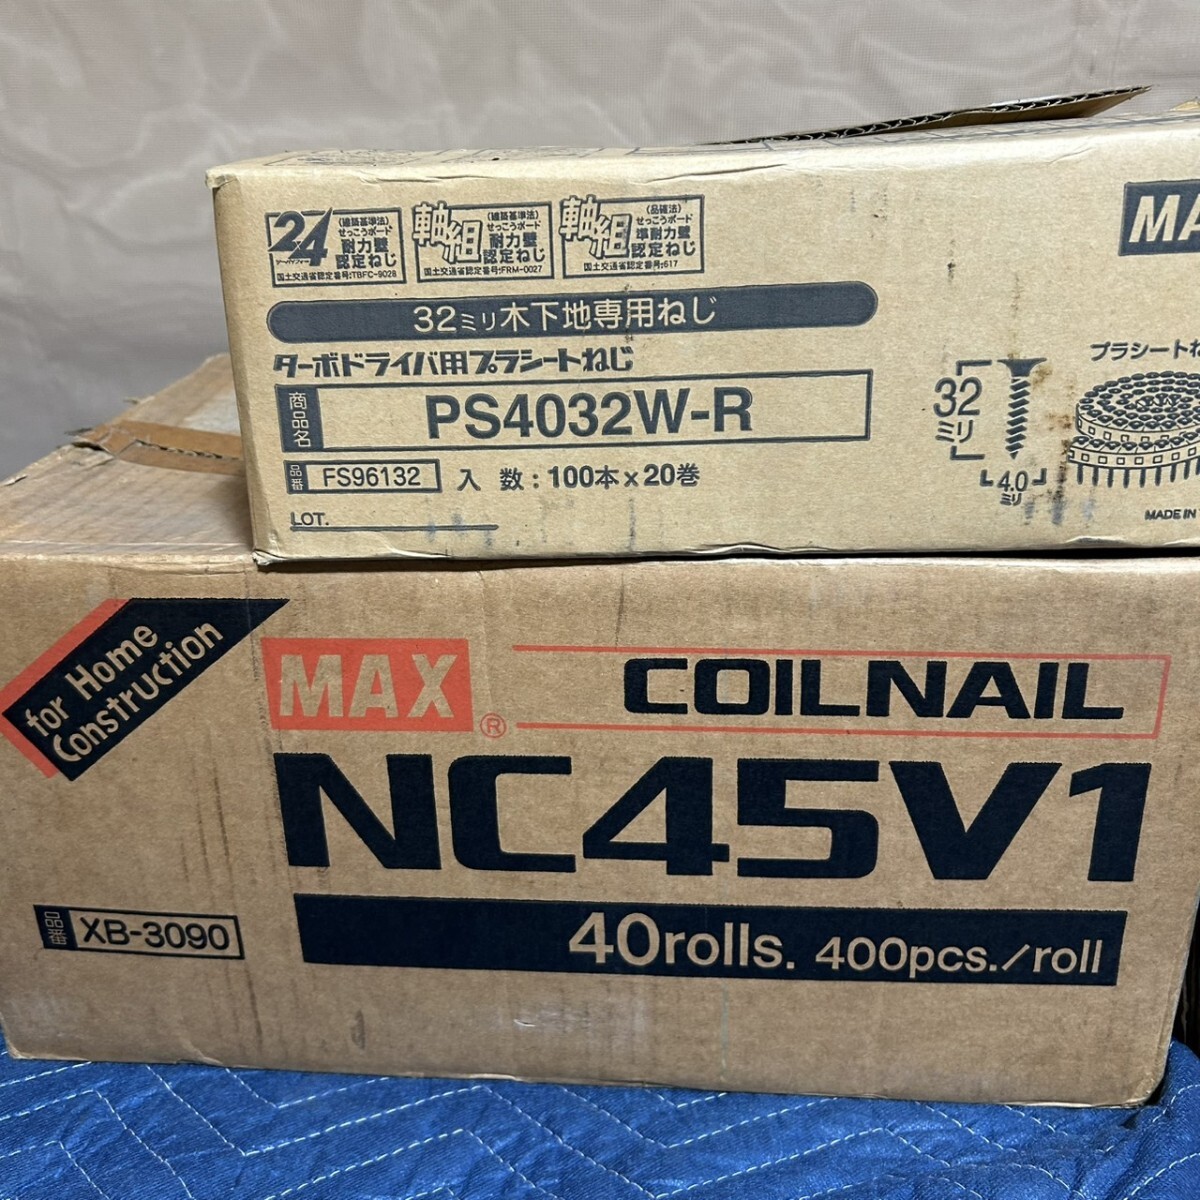 24
(建築基準法)
せっこうボード
耐力壁
認定ねじ
国土交通省認定番号:TBFC-9028
軸組
(建築基準法)
せっこうボード
耐力壁
認定ねじ
国土交通省認定番号:FRM-0027
軸組
(品確法)
せっこうボード
準耐力壁
認定ねじ
国土交通省認定番号:617
32ミリ木下地専用ねじ
ターボドライバ用プラシートねじ
商品名 PS4032W-R
品番 FS96132 入 数:100本×20巻
LOT.
32ミリ
4.0ミリ
プラシートね
MADE IN
for Home
Construction
MAX®
COILNAIL
NC45V1
品番 XB-3090
40rolls. 400pcs./roll